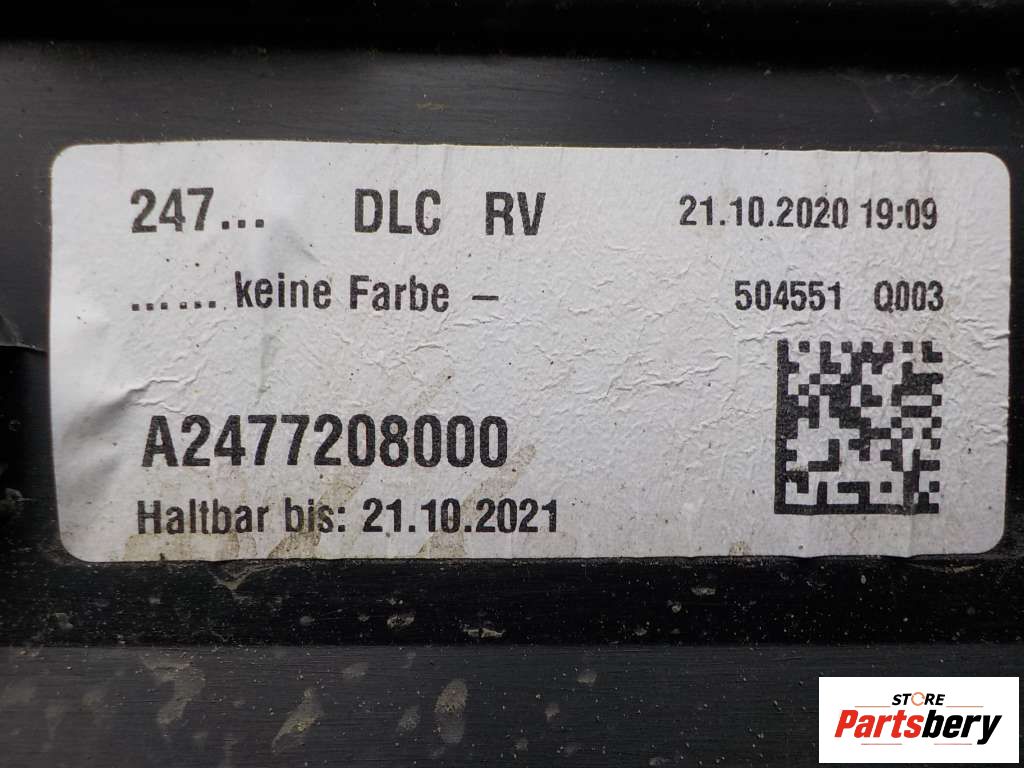 247... DLC RV 21.10.2020 19:09
...... keine Farbe – 504551 Q003
A2477208000
Haltbar bis: 21.10.2021
STORE
Partsbery